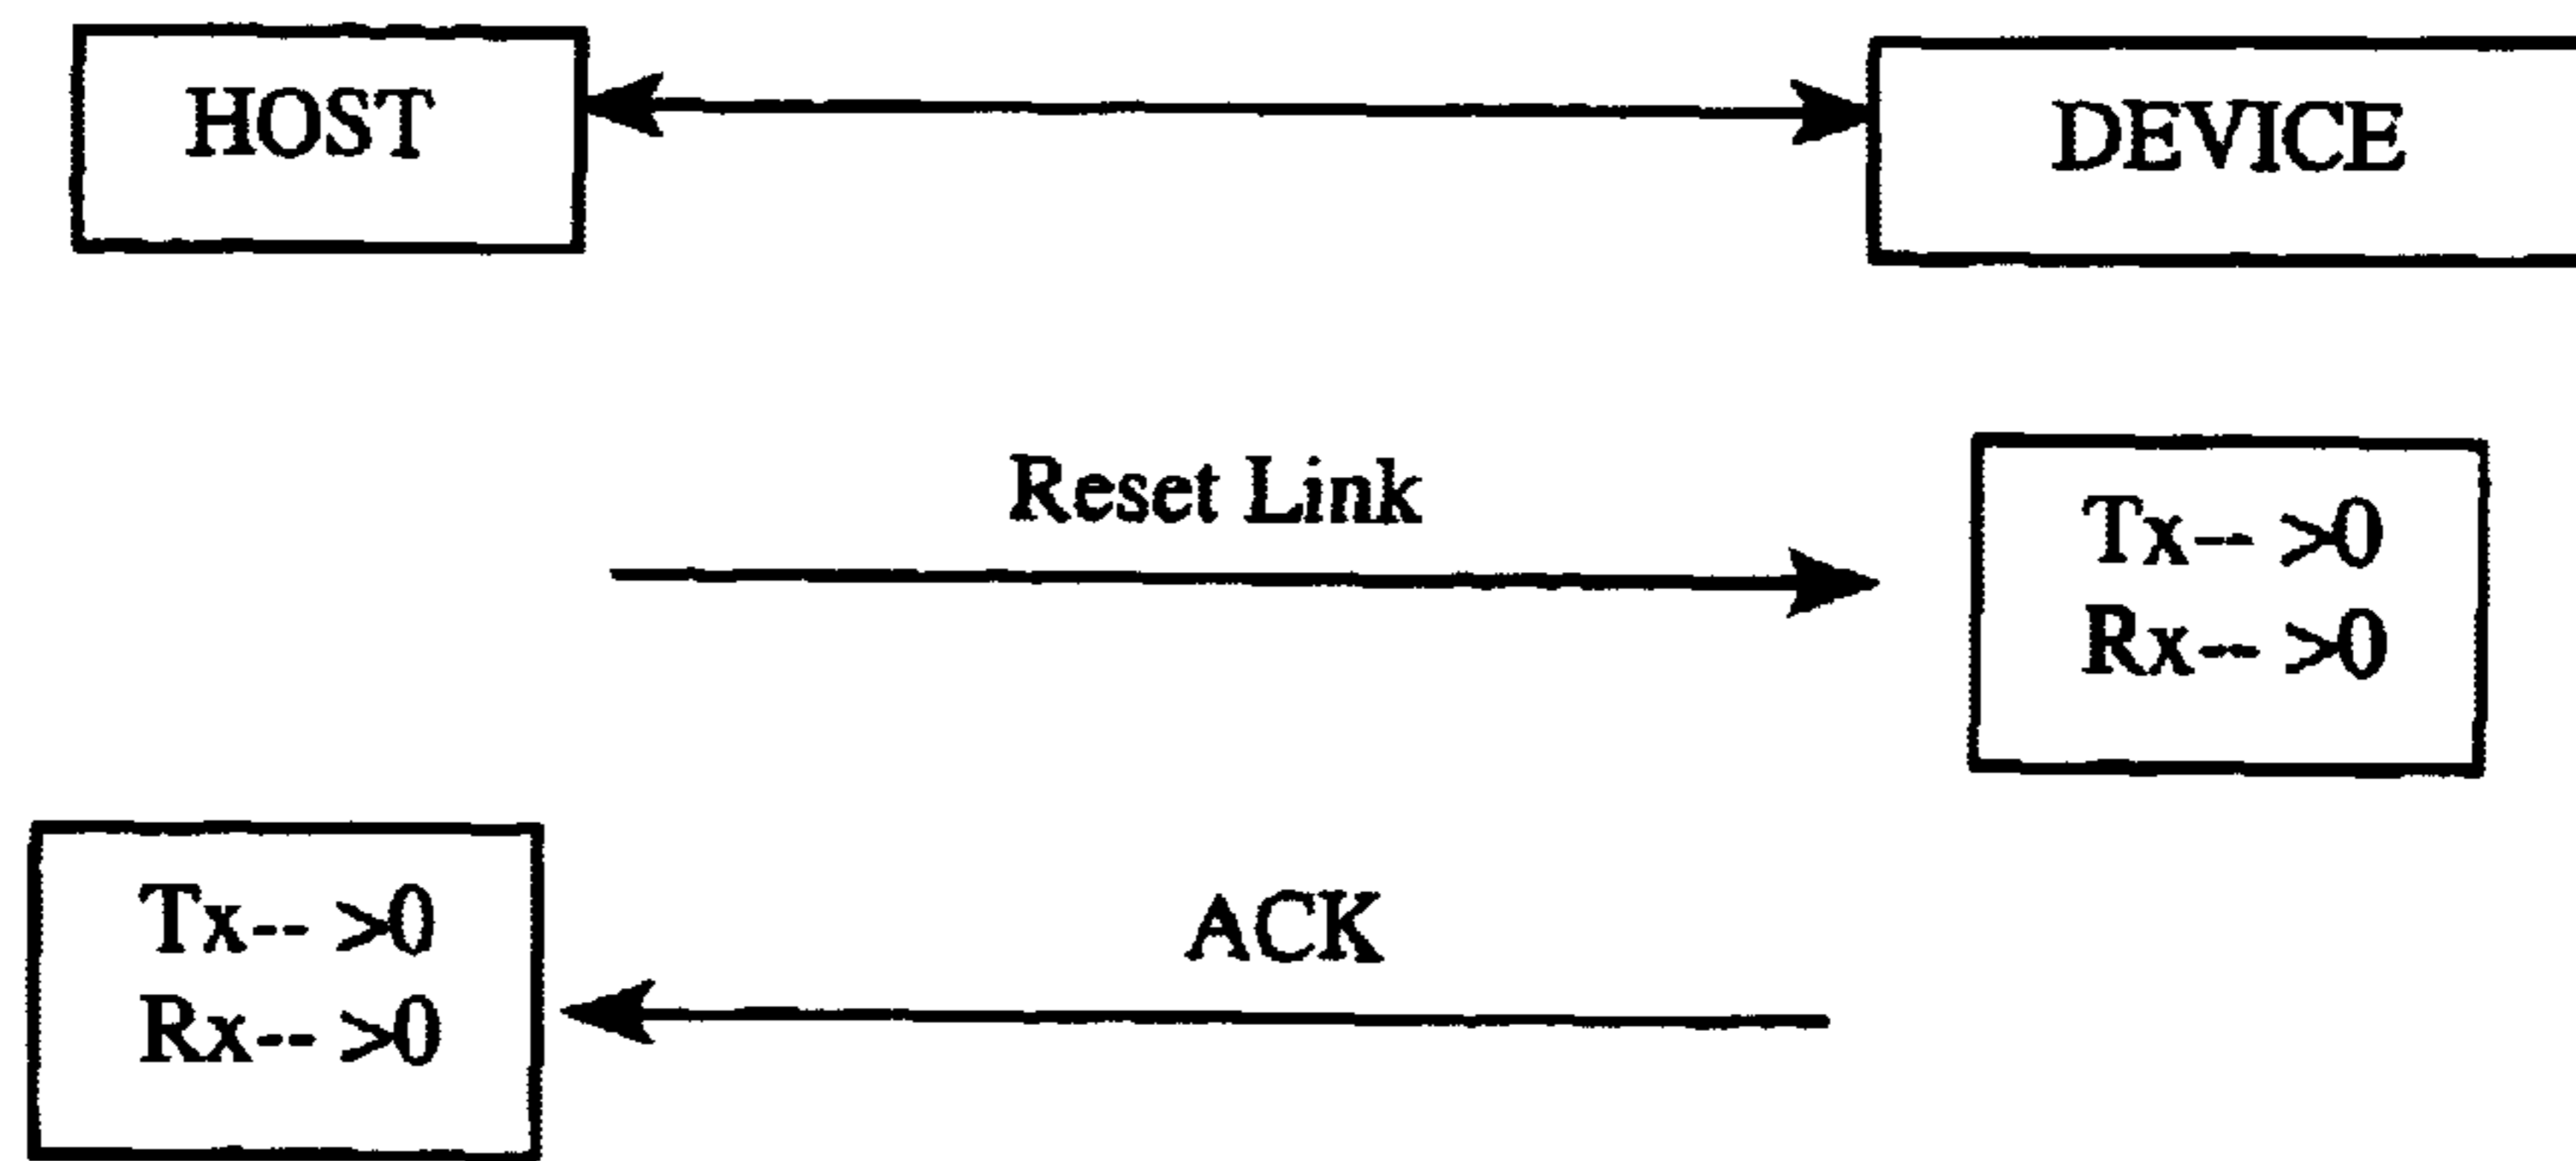 HOST
DEVICE
Reset Link
Tx-- >0
Rx-- >0
ACK
Tx-- >0
Rx-- >0